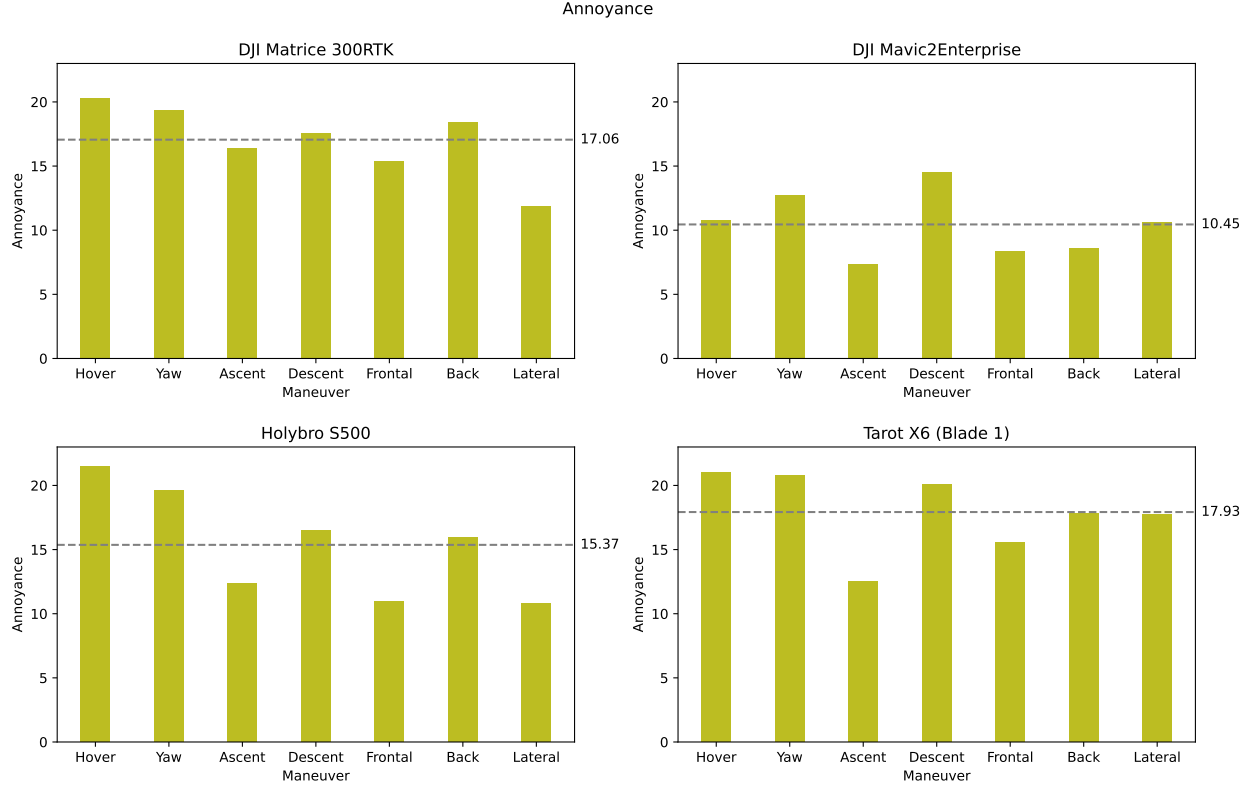 Annoyance
DJI Matrice 300RTK
Annoyance
20
15
10
5
0
17.06
Hover Yaw Ascent Descent Frontal Back Lateral
Maneuver
DJI Mavic2Enterprise
Annoyance
20
15
10
5
0
10.45
Hover Yaw Ascent Descent Frontal Back Lateral
Maneuver
Holybro S500
Annoyance
20
15
10
5
0
15.37
Hover Yaw Ascent Descent Frontal Back Lateral
Maneuver
Tarot X6 (Blade 1)
Annoyance
20
15
10
5
0
17.93
Hover Yaw Ascent Descent Frontal Back Lateral
Maneuver